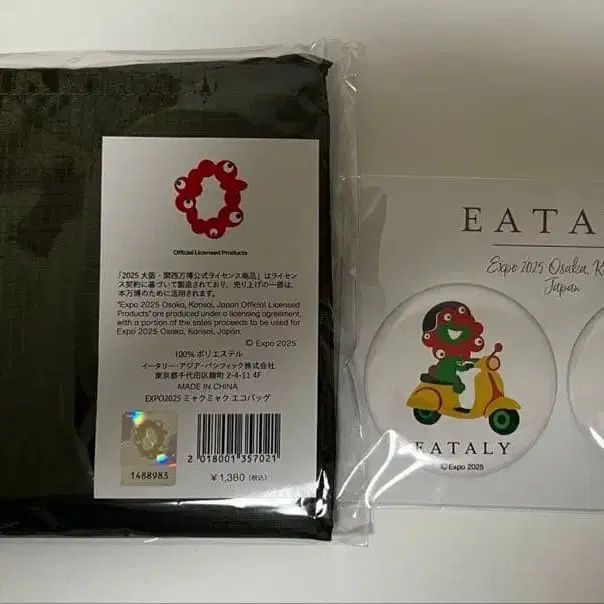 Official Licensed Products
「2025 大阪・関西万博公式ライセンス商品」はライセ
ンス契約に基づいて製造されており、売り上げの一部は、
本万博のために活用されます。
"Expo 2025 Osaka, Kansai, Japan Official Licensed
Products" are produced under a licensing agreement,
with a portion of the sales proceeds to be used for
Expo 2025 Osaka, Kansai, Japan.
© Expo 2025
100% ポリエステル
イータリー・アジア・パシフィック株式会社
東京都千代田区麹町 2-4-11 4F
MADE IN CHINA
EXPO2025 ミャクミャク エコバッグ
1488983
2 018001 357021
¥1,380 (税込)
EATA
Expo 2025 Osaka, K
Japan
EATALY
© Expo 2025